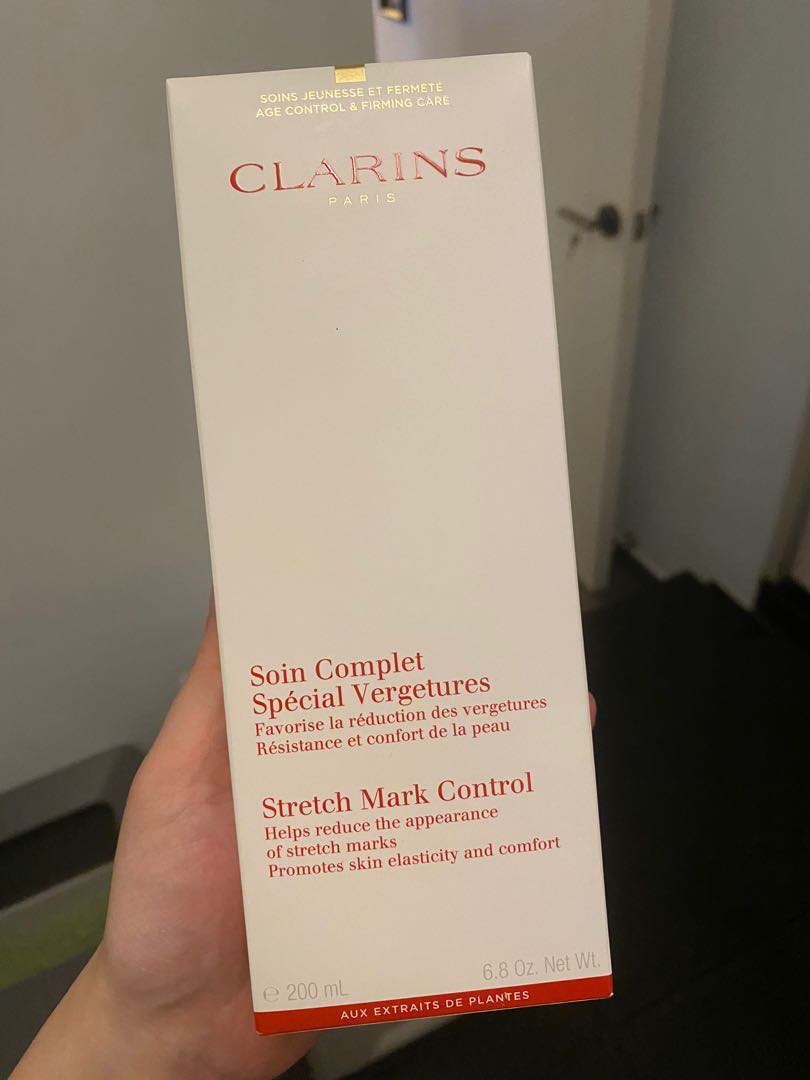 SOINS JEUNESSE ET FERMETÉ
AGE CONTROL & FIRMING CARE
CLARINS
PARIS
Soin Complet
Spécial Vergetures
Favorise la réduction des vergetures
Résistance et confort de la peau
Stretch Mark Control
Helps reduce the appearance
of stretch marks
Promotes skin elasticity and comfort
℮ 200 mL 6.8 Oz. Net Wt.
AUX EXTRAITS DE PLANTES